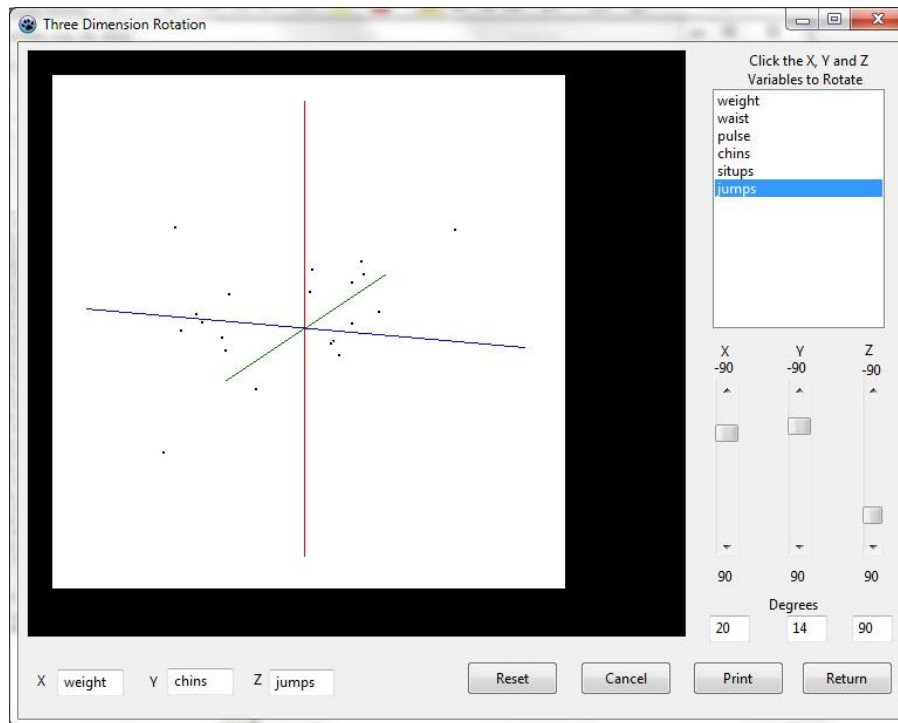 Three Dimension Rotation
Click the X, Y and Z
Variables to Rotate
weight
waist
pulse
chins
situps
jumps
X Y Z
-90 -90 -90
90 90 90
Degrees
20 14 90
X weight Y chins Z jumps Reset Cancel Print Return